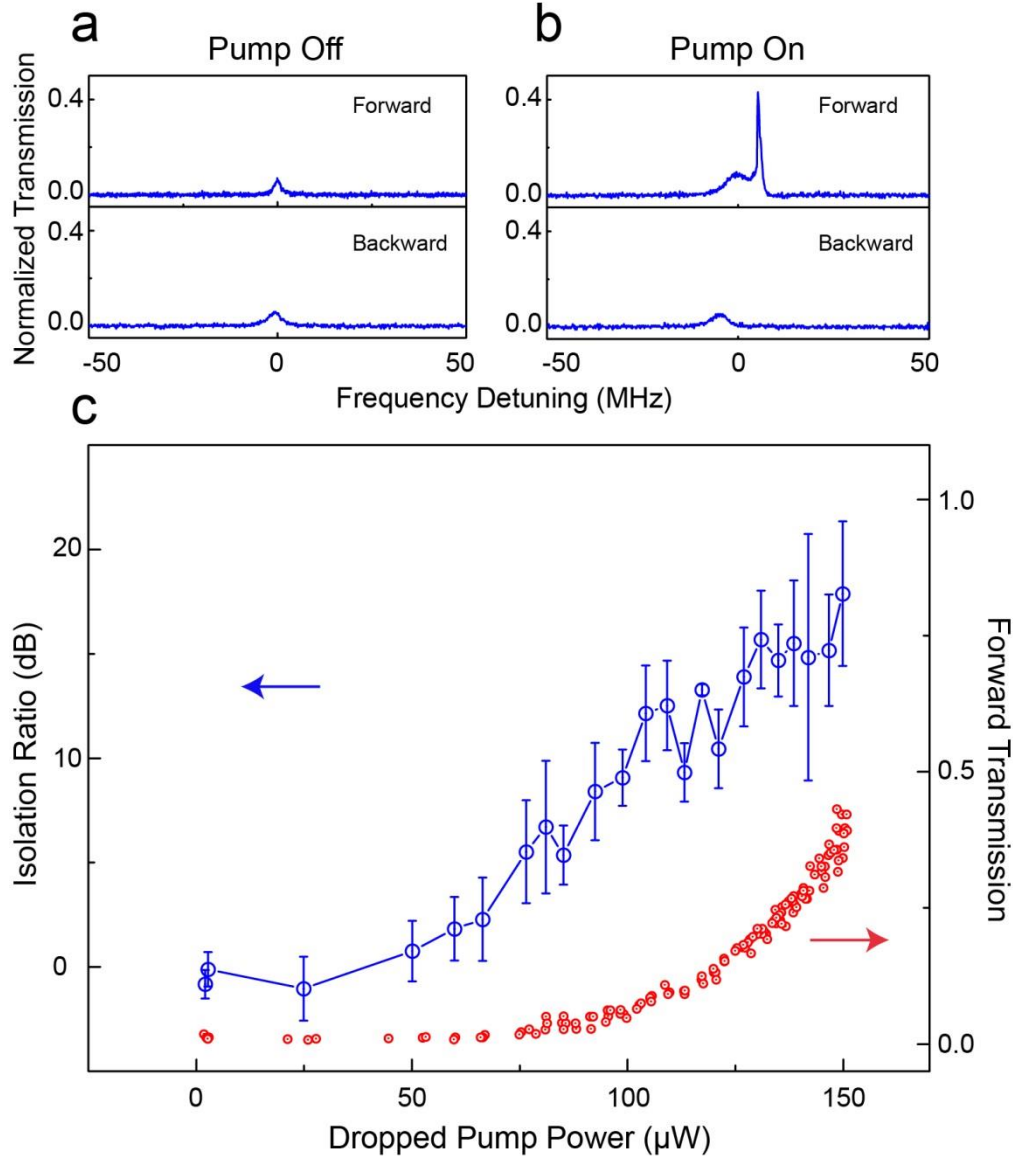 a
Pump Off
b
Pump On
Normalized Transmission
0.4
Forward
0.0
0.4
Backward
0.0
-50
0
50
0.4
Forward
0.0
0.4
Backward
0.0
-50
0
50
Frequency Detuning (MHz)
c
Isolation Ratio (dB)
20
10
0
1.0
0.5
0.0
Forward Transmission
0
50
100
150
Dropped Pump Power (µW)